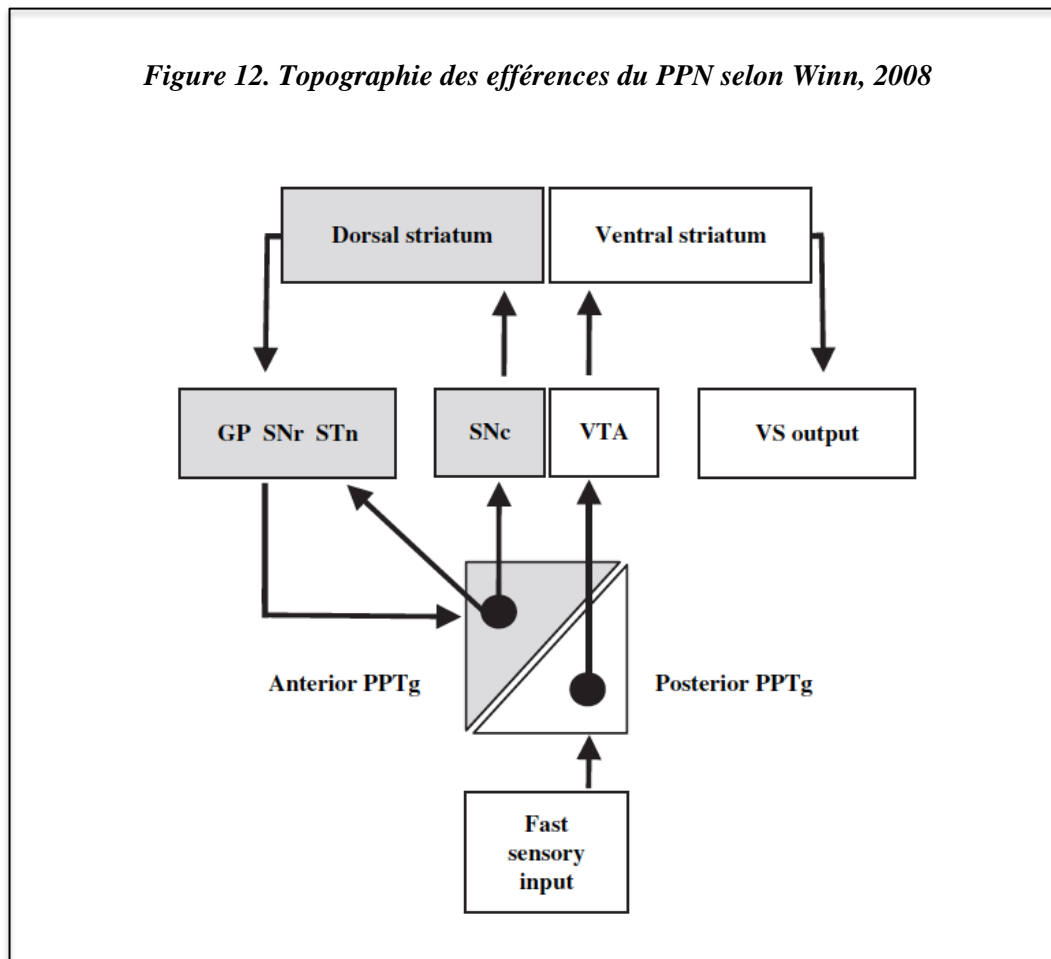 Figure 12. Topographie des efférences du PPN selon Winn, 2008
Dorsal striatum
Ventral striatum
GP SNr STn
SNc
VTA
VS output
Anterior PPTg
Posterior PPTg
Fast
sensory
input